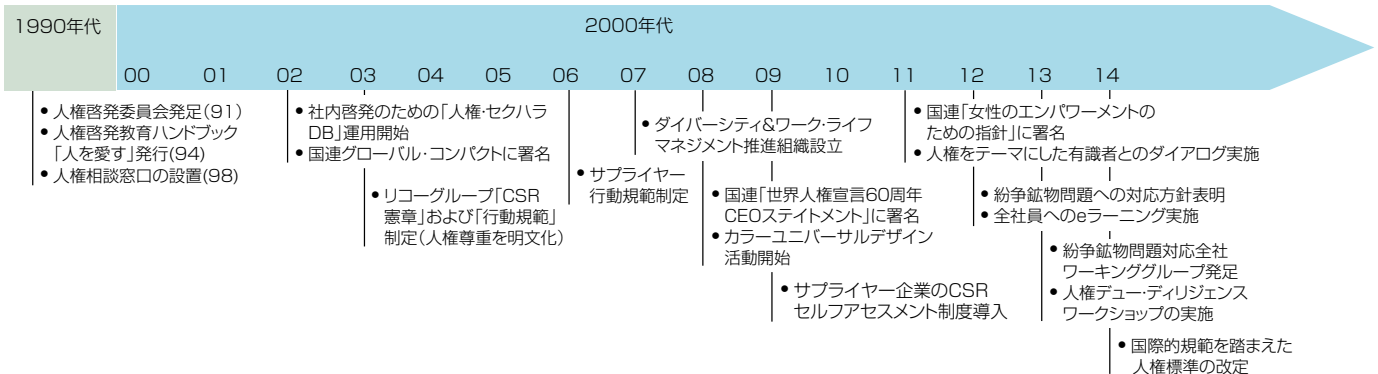 1990年代
2000年代
00 01 02 03 04 05 06 07 08 09 10 11 12 13 14
• 人権啓発委員会発足(91)
• 人権啓発教育ハンドブック
「人を愛す」発行(94)
• 人権相談窓口の設置(98)
• 社内啓発のための「人権・セクハラ
DB」運用開始
• 国連グローバル・コンパクトに署名
• リコーグループ「CSR
憲章」および「行動規範」
制定(人権尊重を明文化)
• サプライヤー
行動規範制定
• ダイバーシティ&ワーク・ライフ
マネジメント推進組織設立
• 国連「世界人権宣言60周年
CEOステイトメント」に署名
• カラーユニバーサルデザイン
活動開始
• サプライヤー企業のCSR
セルフアセスメント制度導入
• 国連「女性のエンパワーメントの
ための指針」に署名
• 人権をテーマにした有識者とのダイアログ実施
• 紛争鉱物問題への対応方針表明
• 全社員へのeラーニング実施
• 紛争鉱物問題対応全社
ワーキンググループ発足
• 人権デュー・ディリジェンス
ワークショップの実施
• 国際的規範を踏まえた
人権標準の改定